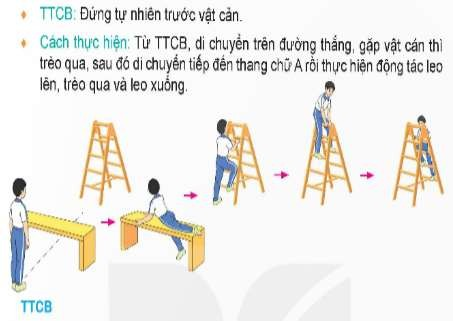 TTCB: Đứng tự nhiên trước vật cản.
Cách thực hiện: Từ TTCB, di chuyển trên đường thẳng, gặp vật cản thì
trèo qua, sau đó di chuyển tiếp đến thang chữ A rồi thực hiện động tác leo
lên, trèo qua và leo xuống.
TTCB